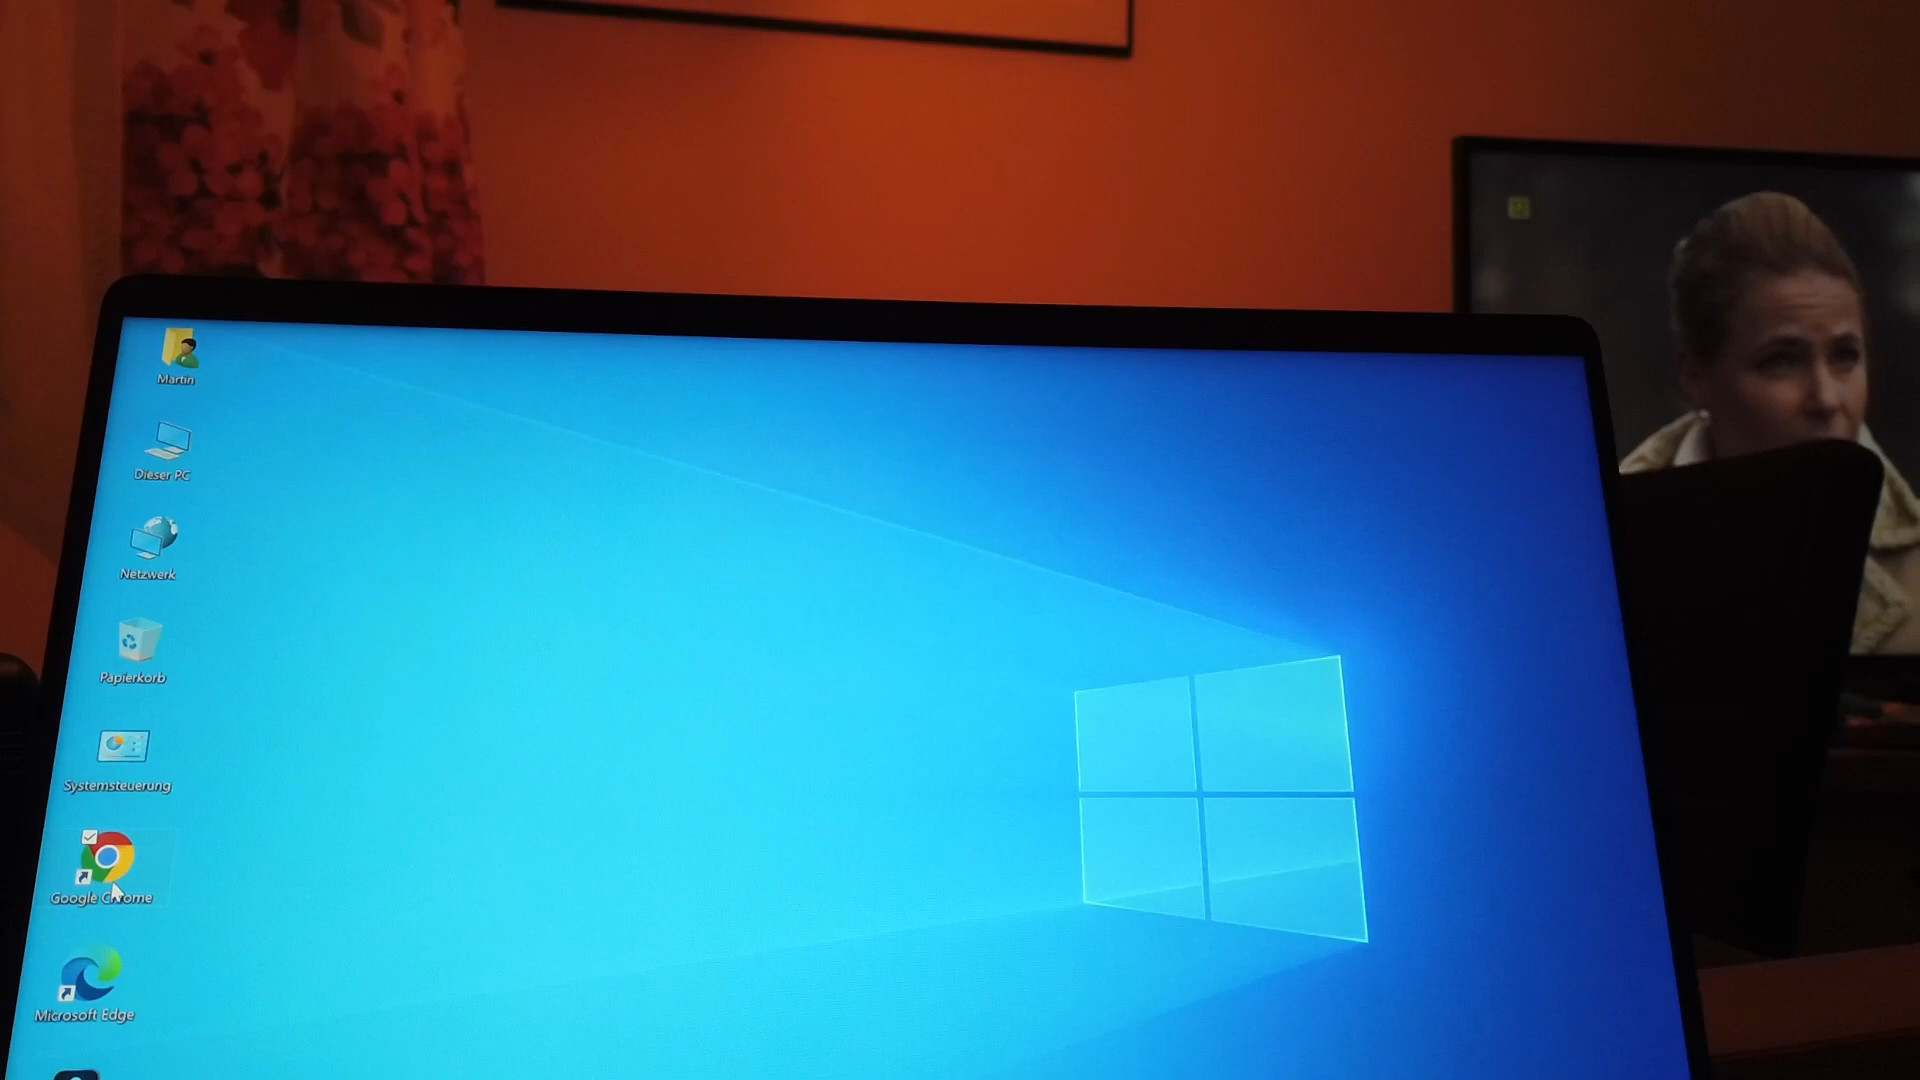 Martin
Dieser PC
Netzwerk
Papierkorb
Systemsteuerung
Google Chrome
Microsoft Edge